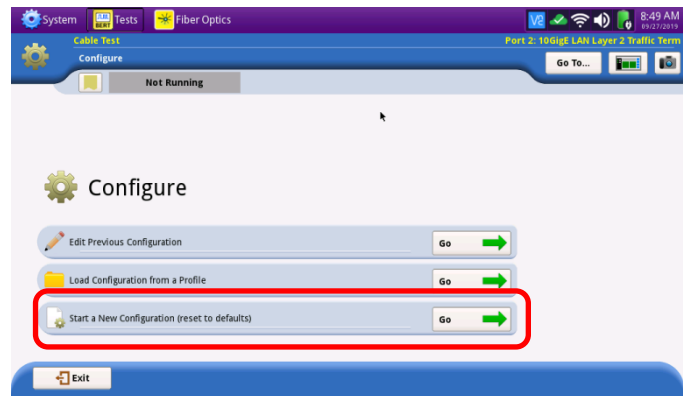 System BERT Tests Fiber Optics V2 8:49 AM
09/27/2019
Cable Test Port 2: 10GigE LAN Layer 2 Traffic Term
Configure Go To...
Not Running
Configure
Edit Previous Configuration Go
Load Configuration from a Profile Go
Start a New Configuration (reset to defaults) Go
Exit